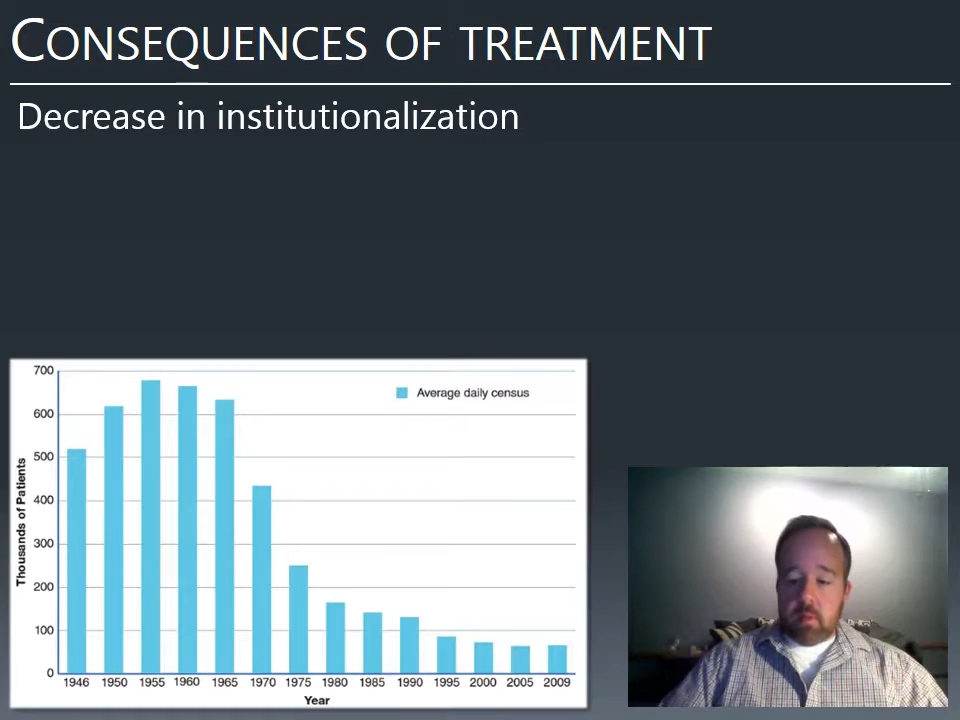 CONSEQUENCES OF TREATMENT
Decrease in institutionalization
700
600
500
400
300
200
100
0
Thousands of Patients
Average daily census
1946 1950 1955 1960 1965 1970 1975 1980 1985 1990 1995 2000 2005 2009
Year